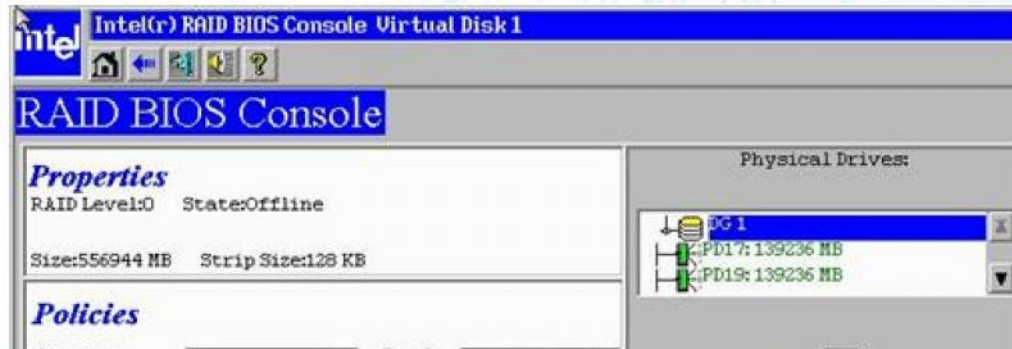 intel
Intel(r) RAID BIOS Console Virtual Disk 1
RAID BIOS Console
Properties
RAID Level:0 State:Offline
Size:556944 MB Strip Size:128 KB
Policies
Physical Drives:
DG 1
PD17: 139236 MB
PD19: 139236 MB